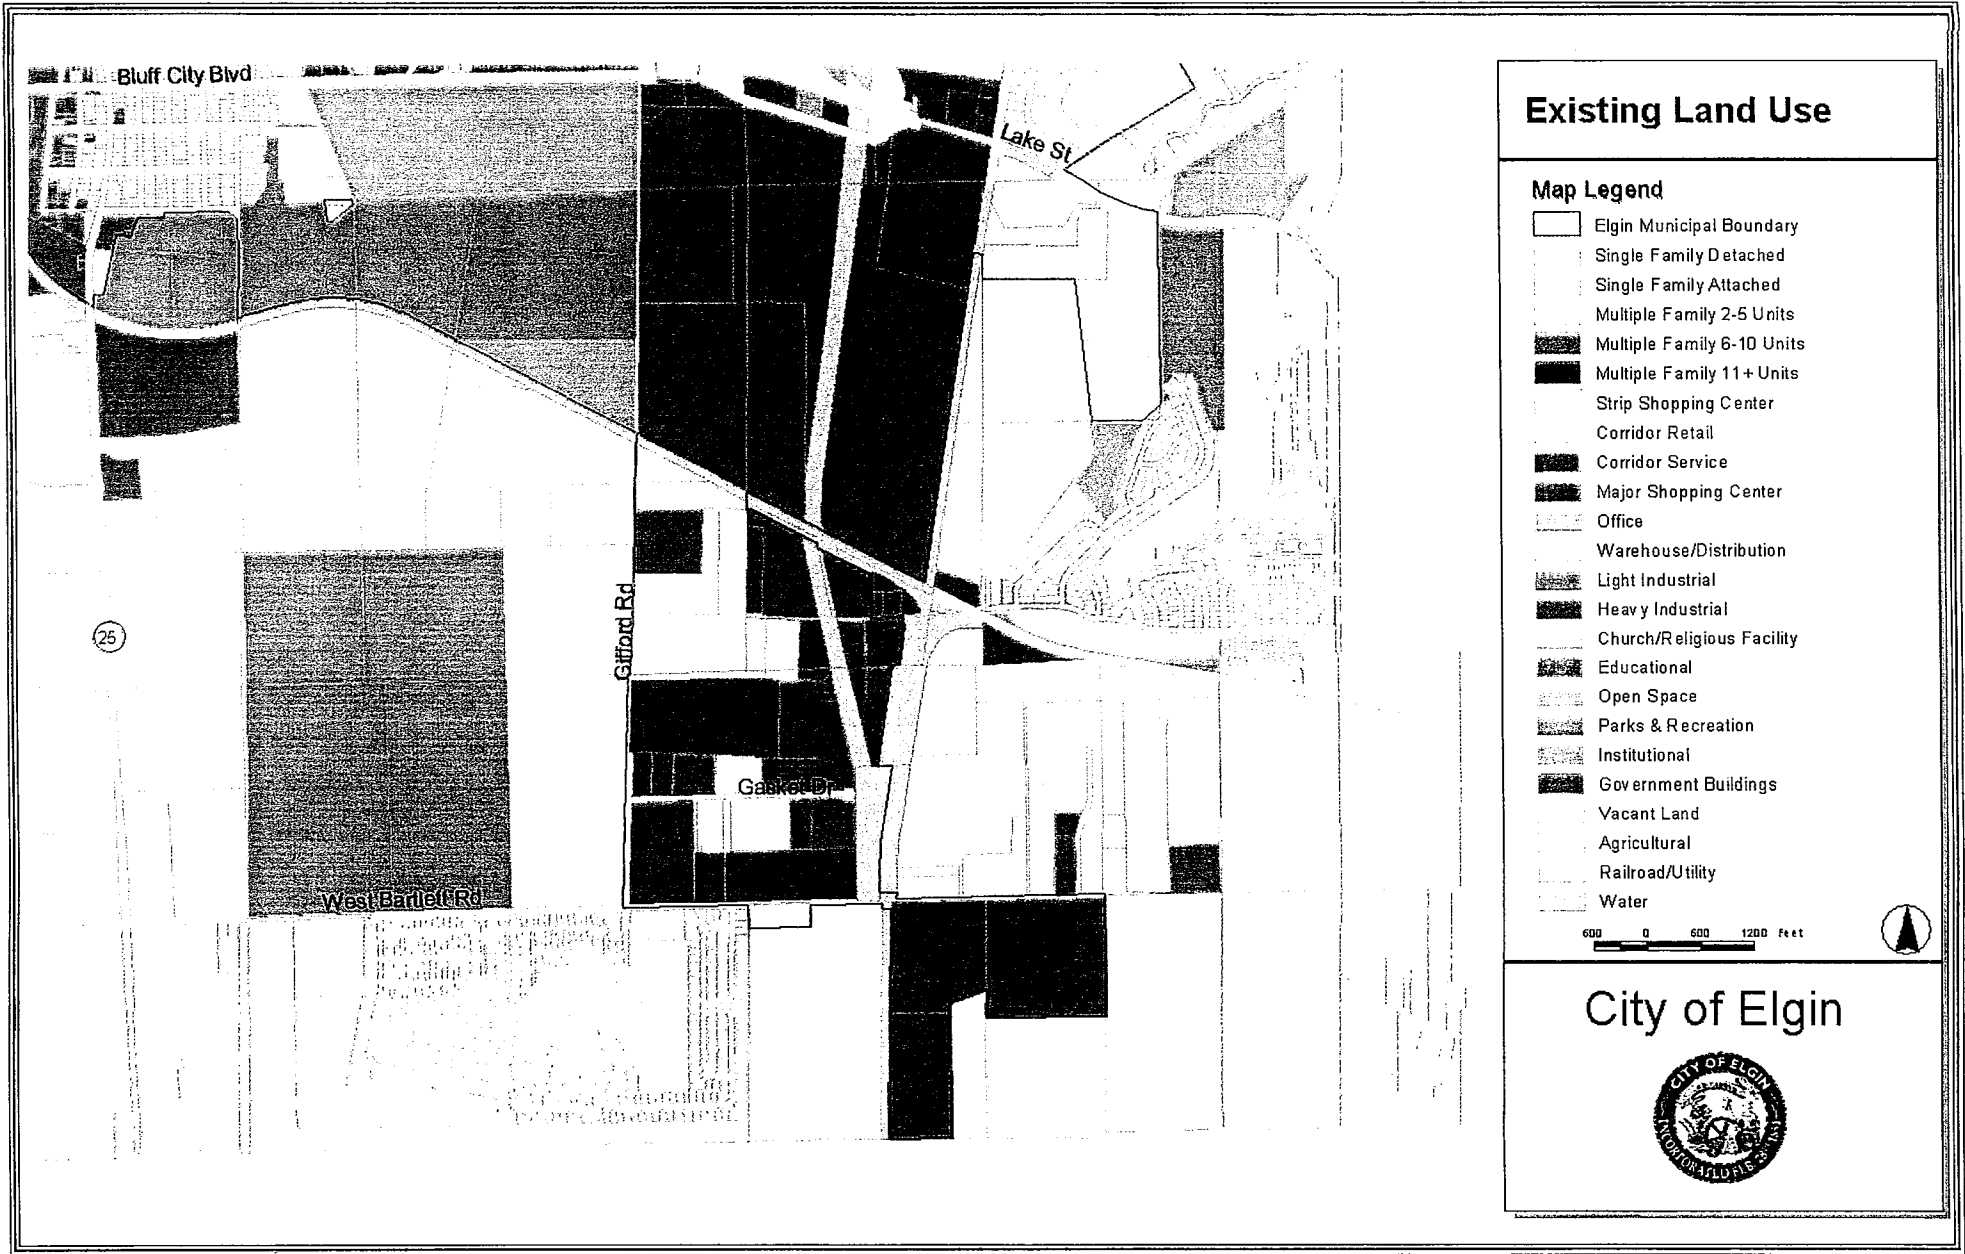 Bluff City Blvd
Lake St
25
Gifford Rd
Gasket Dr
West Bartlett Rd
Existing Land Use
Map Legend
Elgin Municipal Boundary
Single Family Detached
Single Family Attached
Multiple Family 2-5 Units
Multiple Family 6-10 Units
Multiple Family 11+ Units
Strip Shopping Center
Corridor Retail
Corridor Service
Major Shopping Center
Office
Warehouse/Distribution
Light Industrial
Heavy Industrial
Church/Religious Facility
Educational
Open Space
Parks & Recreation
Institutional
Government Buildings
Vacant Land
Agricultural
Railroad/Utility
Water
600 0 600 1200 Feet
City of Elgin
CITY OF ELGIN